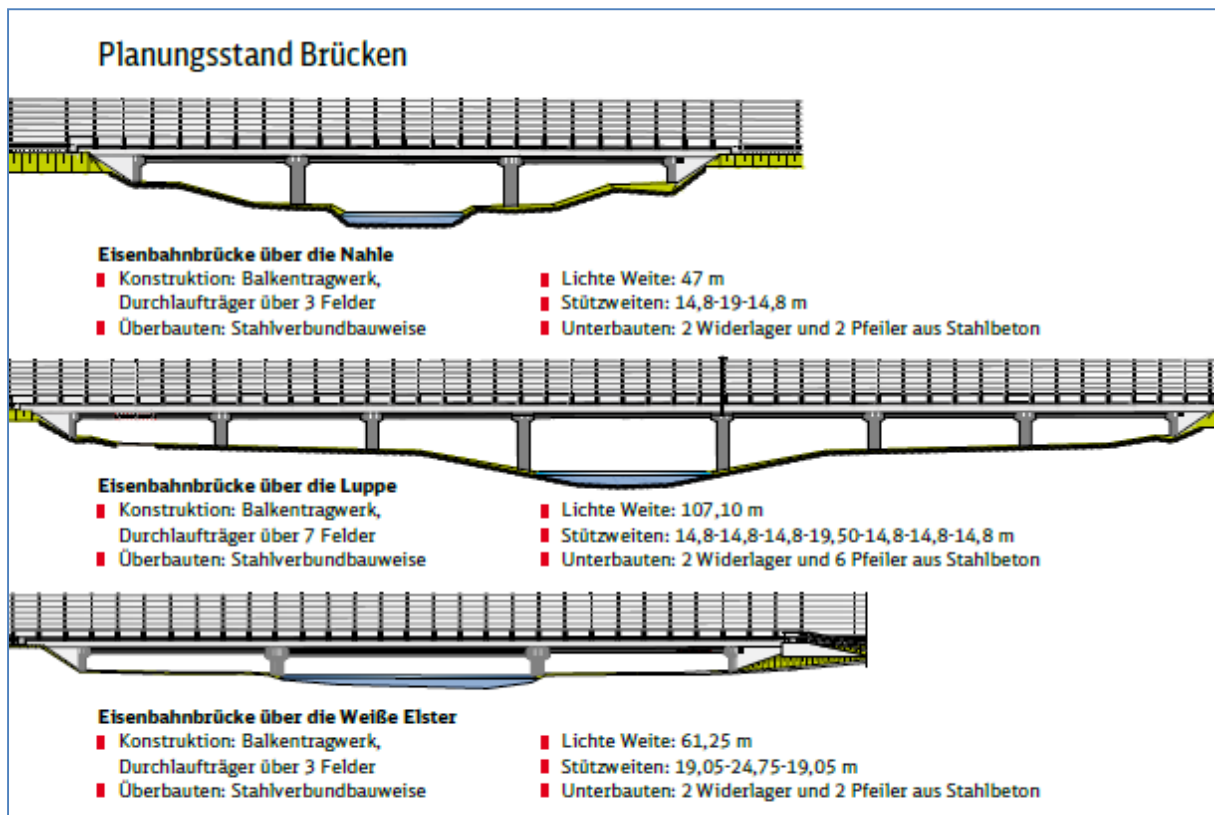 Planungsstand Brücken
Eisenbahnbrücke über die Nahle
Konstruktion: Balkentragwerk,
Durchlaufträger über 3 Felder
Überbauten: Stahlverbundbauweise
Lichte Weite: 47 m
Stützweiten: 14,8-19-14,8 m
Unterbauten: 2 Widerlager und 2 Pfeiler aus Stahlbeton
Eisenbahnbrücke über die Luppe
Konstruktion: Balkentragwerk,
Durchlaufträger über 7 Felder
Überbauten: Stahlverbundbauweise
Lichte Weite: 107,10 m
Stützweiten: 14,8-14,8-14,8-19,50-14,8-14,8-14,8 m
Unterbauten: 2 Widerlager und 6 Pfeiler aus Stahlbeton
Eisenbahnbrücke über die Weiße Elster
Konstruktion: Balkentragwerk,
Durchlaufträger über 3 Felder
Überbauten: Stahlverbundbauweise
Lichte Weite: 61,25 m
Stützweiten: 19,05-24,75-19,05 m
Unterbauten: 2 Widerlager und 2 Pfeiler aus Stahlbeton